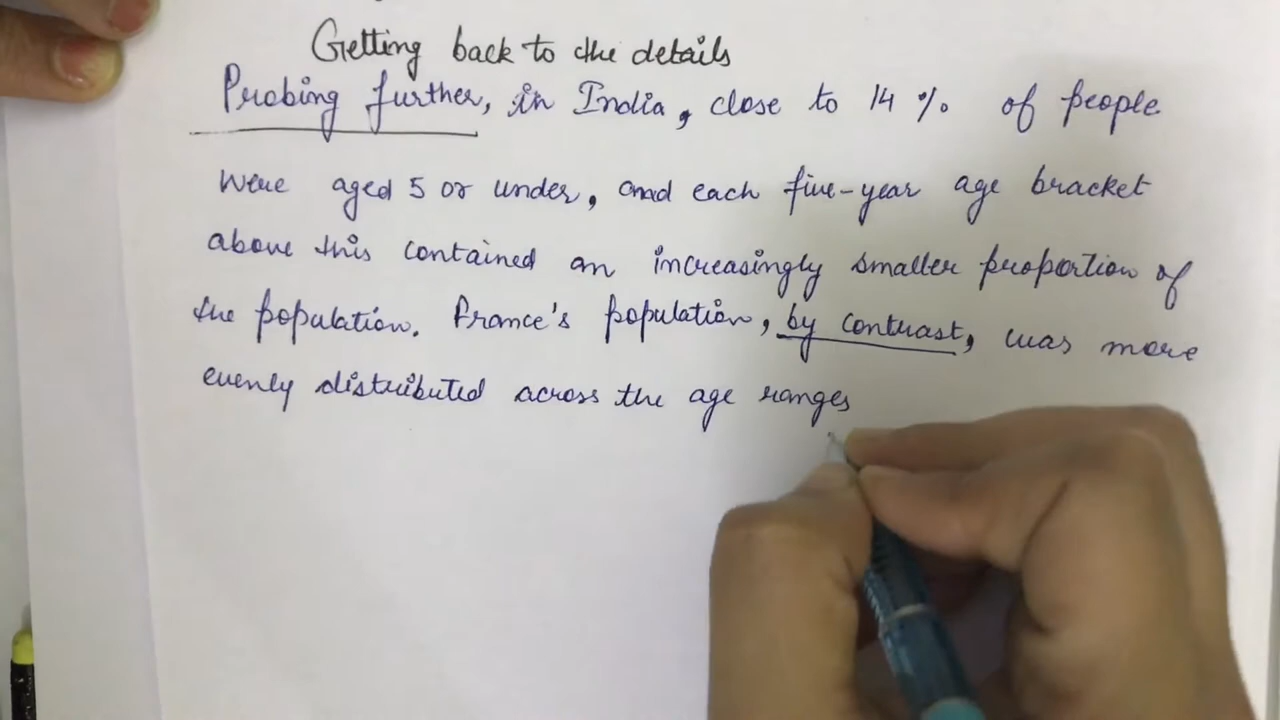 Getting back to the details
Probing further, in India, close to 14 % of people
were aged 5 or under, and each five-year age bracket
above this contained an increasingly smaller proportion of
the population. France's population, by contrast, was more
evenly distributed across the age ranges